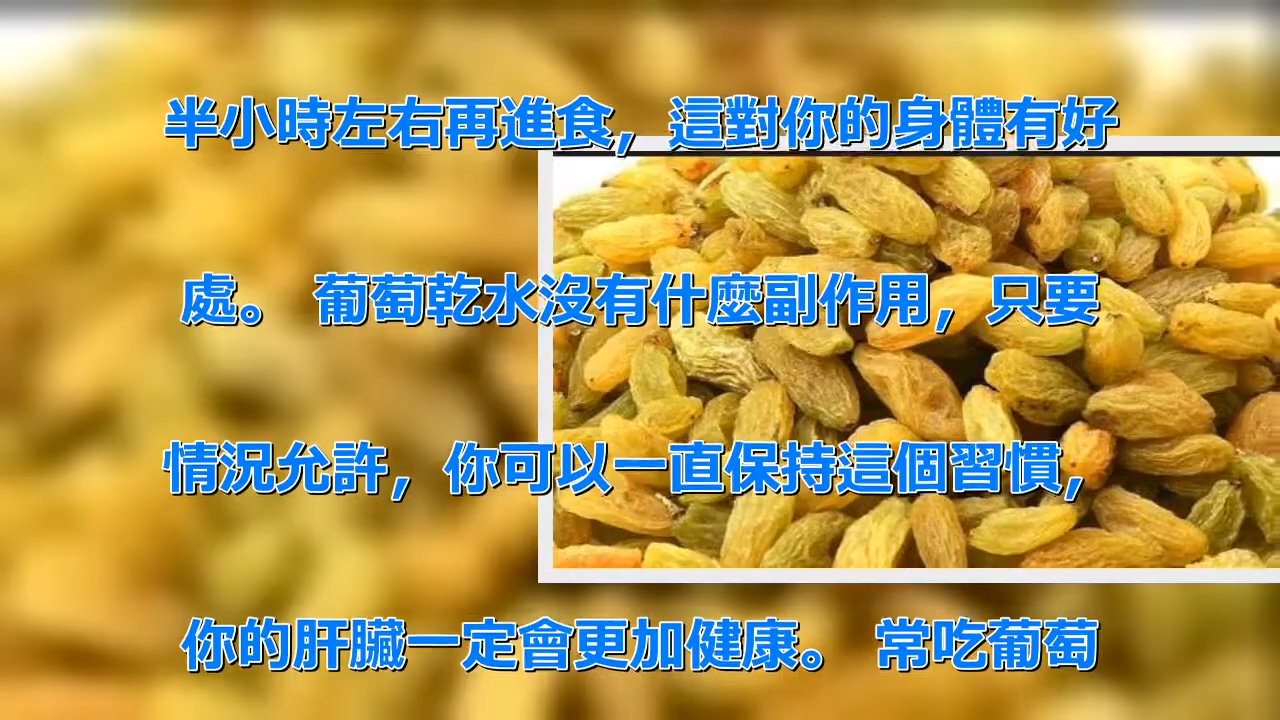 半小時左右再進食，這對你的身體有好
處。 葡萄乾水沒有什麼副作用，只要
情況允許，你可以一直保持這個習慣，
你的肝臟一定會更加健康。 常吃葡萄